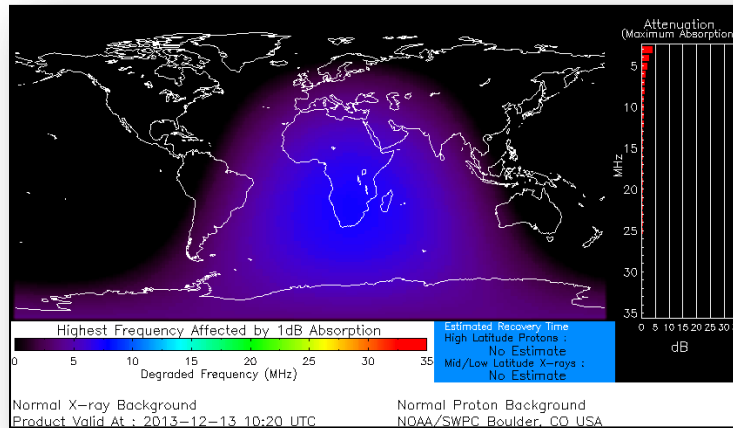 Attenuation
(Maximum Absorption)
5
10
15
20
25
30
35
MHz
0 5 10 15 20 25 30
dB
Highest Frequency Affected by 1dB Absorption
0 5 10 15 20 25 30 35
Degraded Frequency (MHz)
Estimated Recovery Time
High Latitude Protons :
No Estimate
Mid/Low Latitude X-rays :
No Estimate
Normal X-ray Background
Normal Proton Background
Product Valid At : 2013-12-13 10:20 UTC
NOAA/SWPC Boulder, CO USA